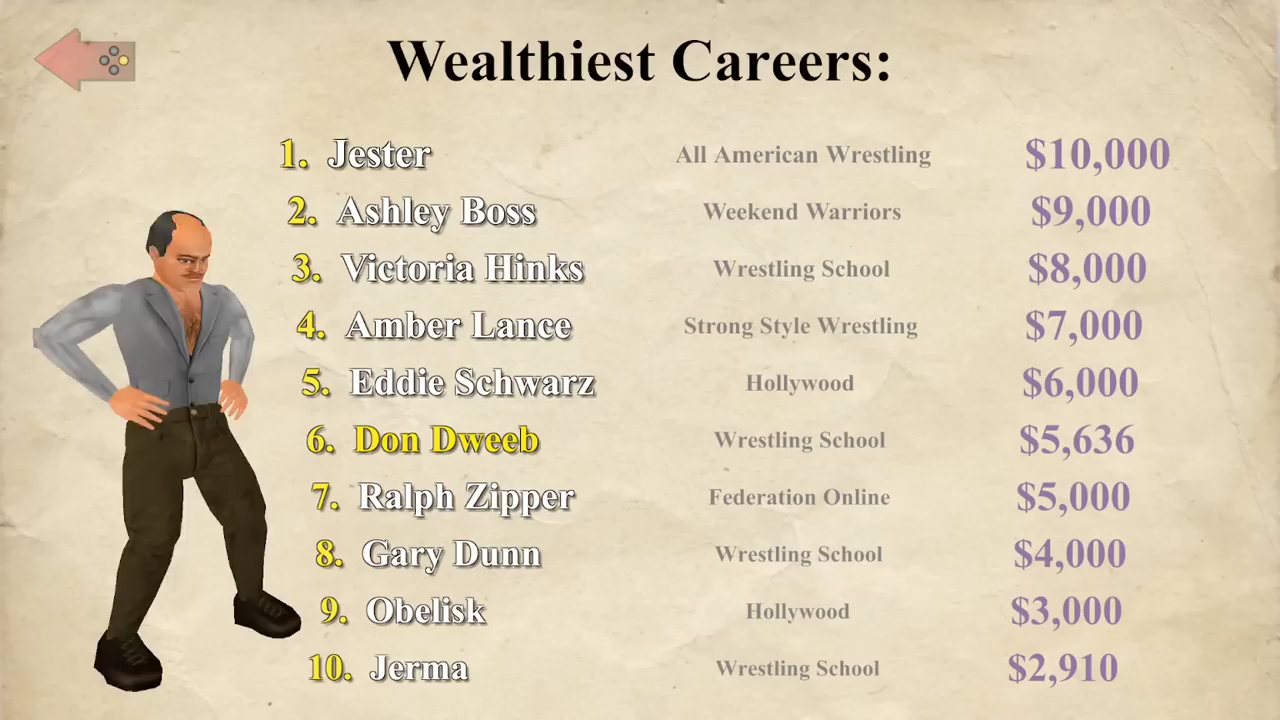 Wealthiest Careers:
1. Jester All American Wrestling $10,000
2. Ashley Boss Weekend Warriors $9,000
3. Victoria Hinks Wrestling School $8,000
4. Amber Lance Strong Style Wrestling $7,000
5. Eddie Schwarz Hollywood $6,000
6. Don Dweeb Wrestling School $5,636
7. Ralph Zipper Federation Online $5,000
8. Gary Dunn Wrestling School $4,000
9. Obelisk Hollywood $3,000
10. Jerma Wrestling School $2,910